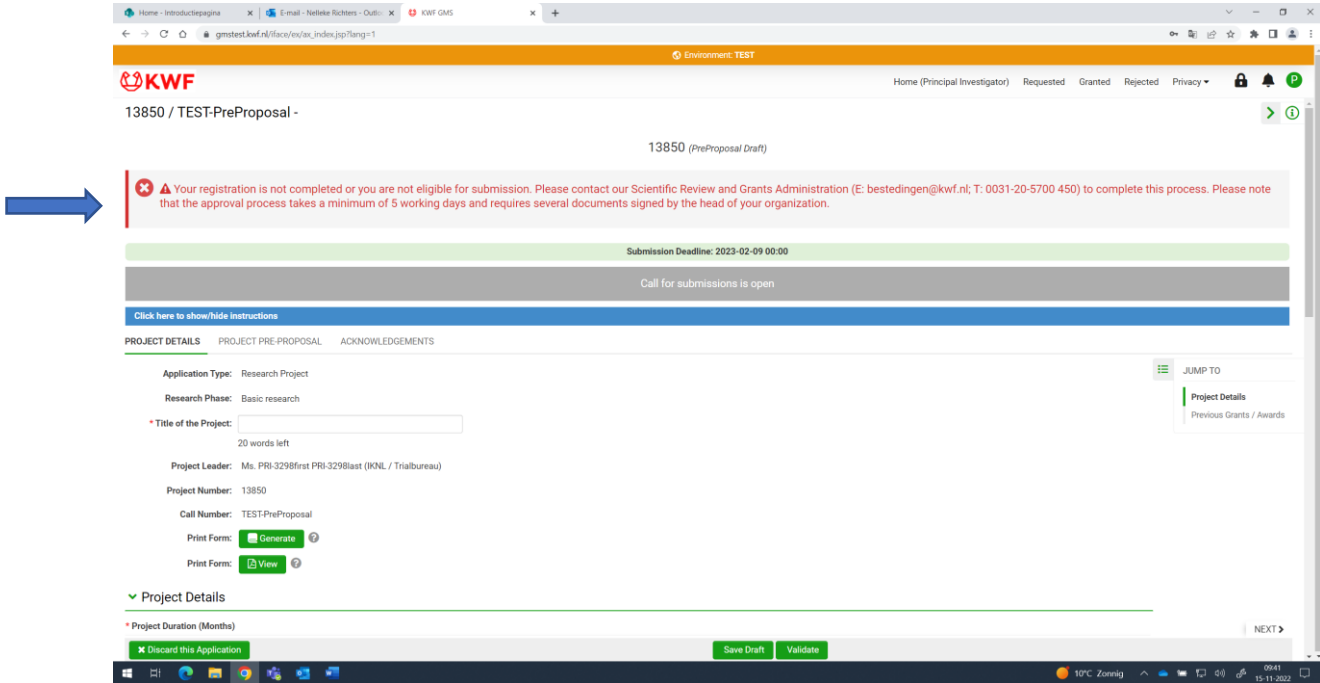 Home - Introductiepagina
E-mail - Nelleke Richters - Outlo
KWF GMS
gmstest.kwf.nl/iface/ex/ax_index.jsp?lang=1
Environment: TEST
KWF
Home (Principal Investigator) Requested Granted Rejected Privacy
P
13850 / TEST-PreProposal -
13850 (PreProposal Draft)
Your registration is not completed or you are not eligible for submission. Please contact our Scientific Review and Grants Administration (E: bestedingen@kwf.nl; T: 0031-20-5700 450) to complete this process. Please note
that the approval process takes a minimum of 5 working days and requires several documents signed by the head of your organization.
Submission Deadline: 2023-02-09 00:00
Call for submissions is open
Click here to show/hide instructions
PROJECT DETAILS PROJECT PRE-PROPOSAL ACKNOWLEDGEMENTS
JUMP TO
Project Details
Previous Grants / Awards
Application Type: Research Project
Research Phase: Basic research
* Title of the Project:
20 words left
Project Leader: Ms. PRI-3298first PRI-3298last (IKNL / Trialbureau)
Project Number: 13850
Call Number: TEST-PreProposal
Print Form: Generate
Print Form: View
Project Details
* Project Duration (Months)
NEXT
Discard this Application
Save Draft Validate
10°C Zonnig
09:41
15-11-2022